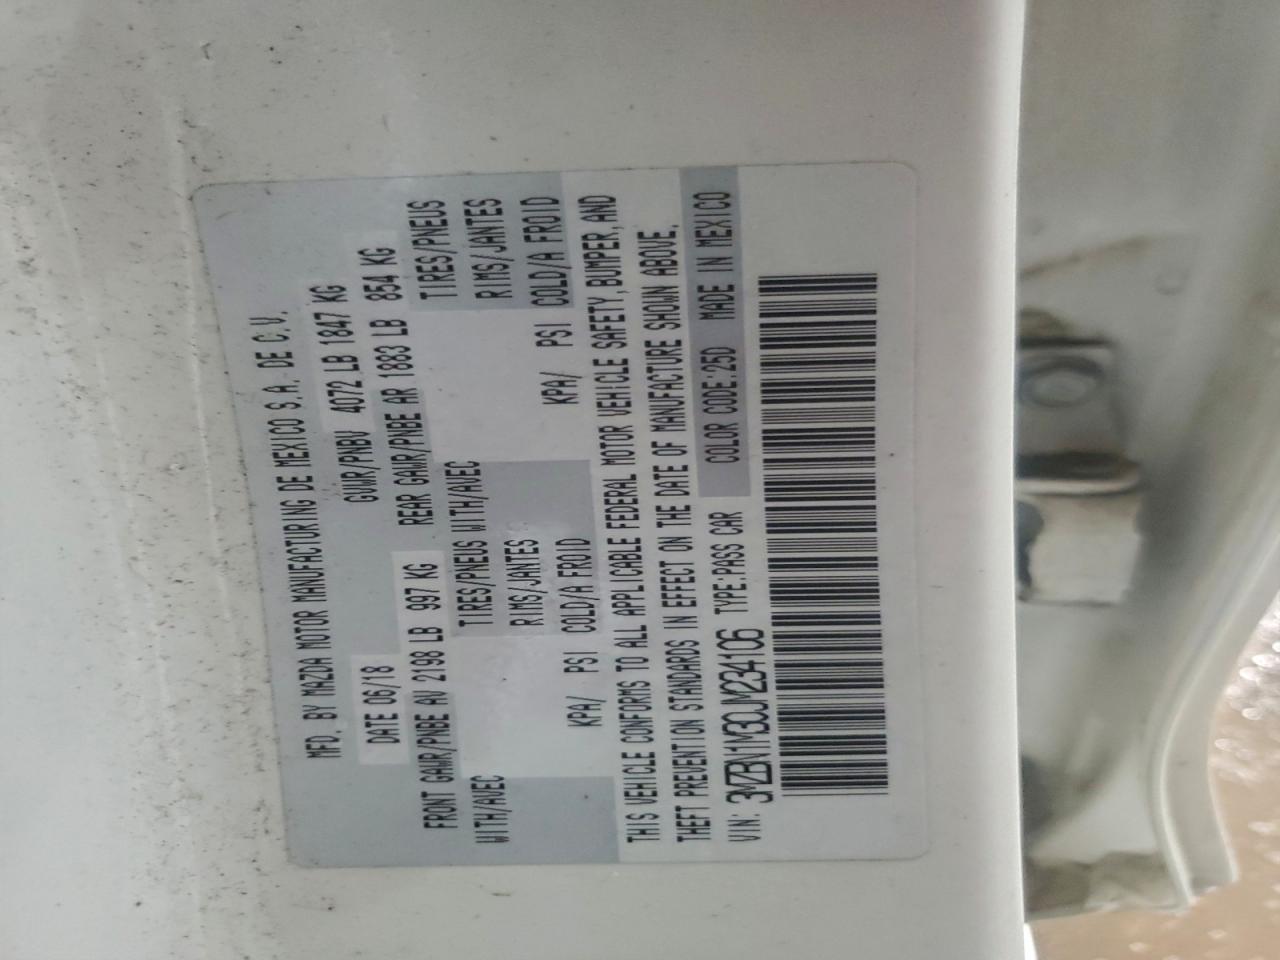 MFD. BY MAZDA MOTOR MANUFACTURING DE MEXICO S.A. DE C.V.
DATE 06/18 GVWR/PNBV 4072 LB 1847 KG
FRONT GAWR/PNBE AV 2198 LB 997 KG REAR GAWR/PNBE AR 1883 LB 854 KG
WITH/AVEC TIRES/PNEUS WITH/AVEC TIRES/PNEUS
RIMS/JANTES RIMS/JANTES
KPA/ PSI COLD/A FROID KPA/ PSI COLD/A FROID
THIS VEHICLE CONFORMS TO ALL APPLICABLE FEDERAL MOTOR VEHICLE SAFETY, BUMPER, AND
THEFT PREVENTION STANDARDS IN EFFECT ON THE DATE OF MANUFACTURE SHOWN ABOVE.
VIN: 3MZBN1M30JM234106 TYPE:PASS CAR COLOR CODE:25D MADE IN MEXICO